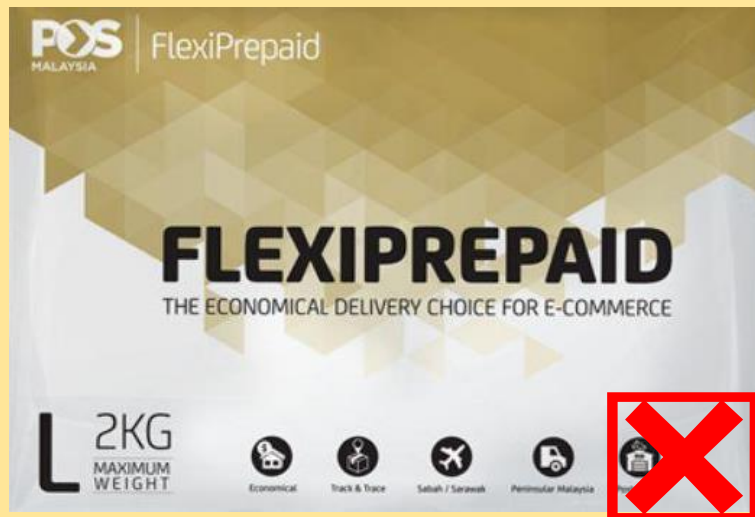 POS
MALAYSIA
FlexiPrepaid
FLEXIPREPAID
THE ECONOMICAL DELIVERY CHOICE FOR E-COMMERCE
L
2KG
MAXIMUM
WEIGHT
Economical
Track & Trace
Sabah / Sarawak
Peninsular Malaysia